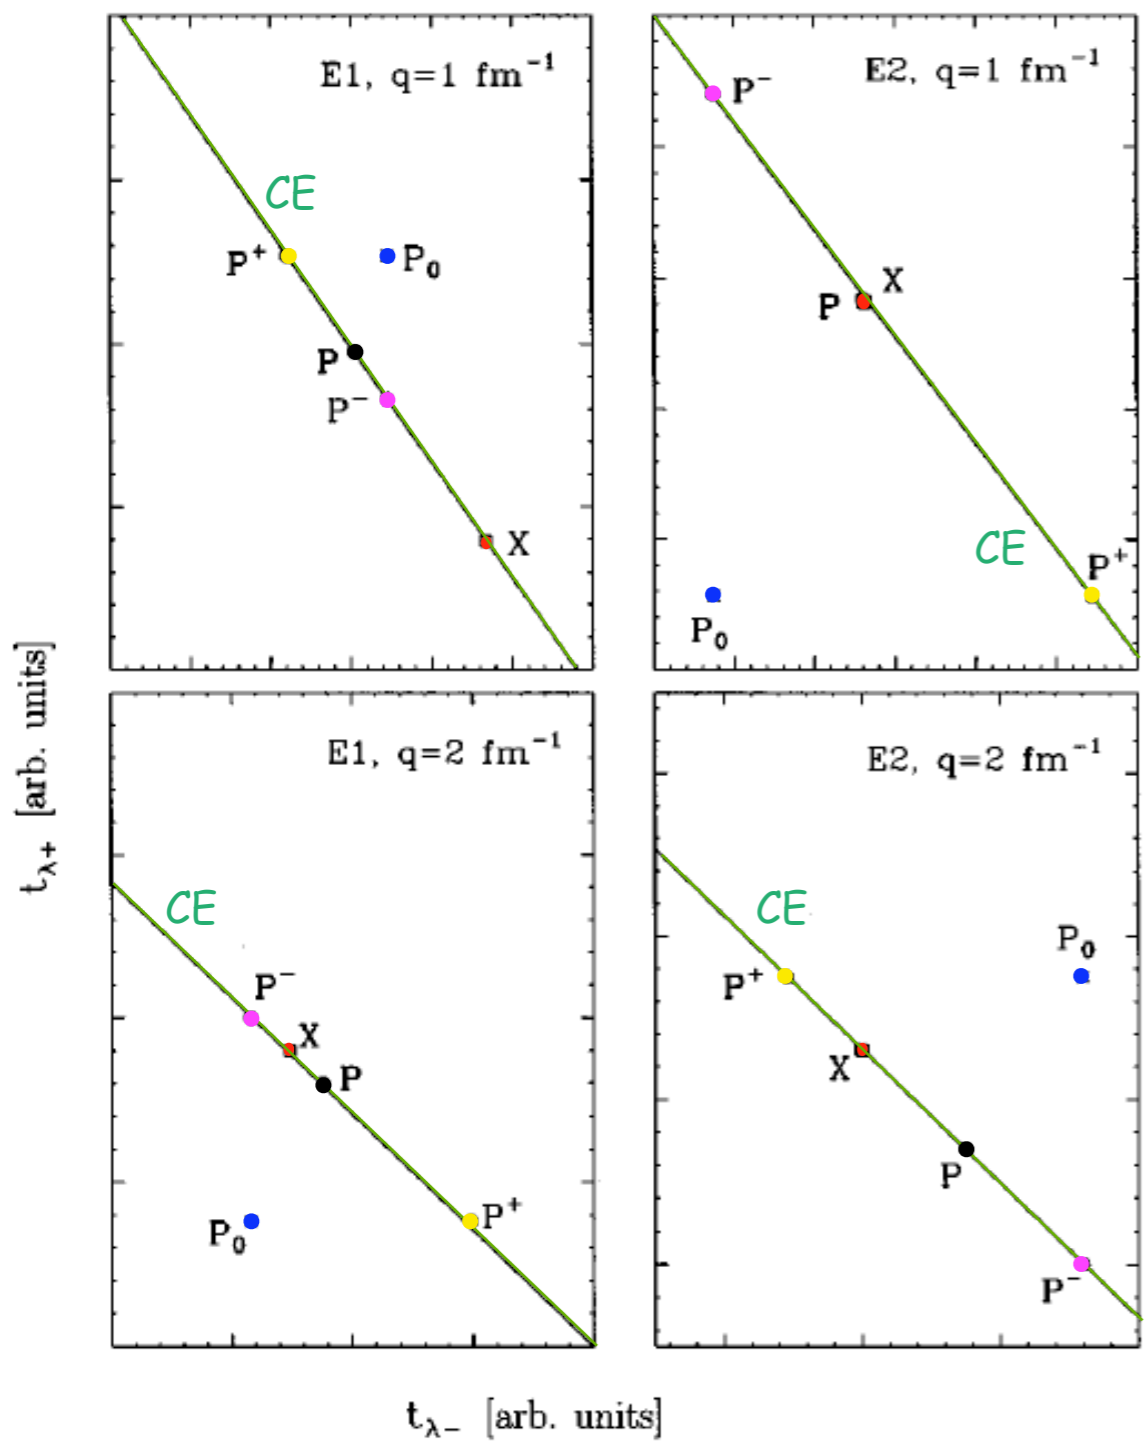 E1, q=1 fm⁻¹
CE
P⁺
P₀
P
P⁻
X
E2, q=1 fm⁻¹
P⁻
X
P
CE
P⁺
P₀
E1, q=2 fm⁻¹
CE
P⁻
X
P
P₀
P⁺
E2, q=2 fm⁻¹
CE
P₀
P⁺
X
P
P⁻
t_λ+ [arb. units]
t_λ− [arb. units]